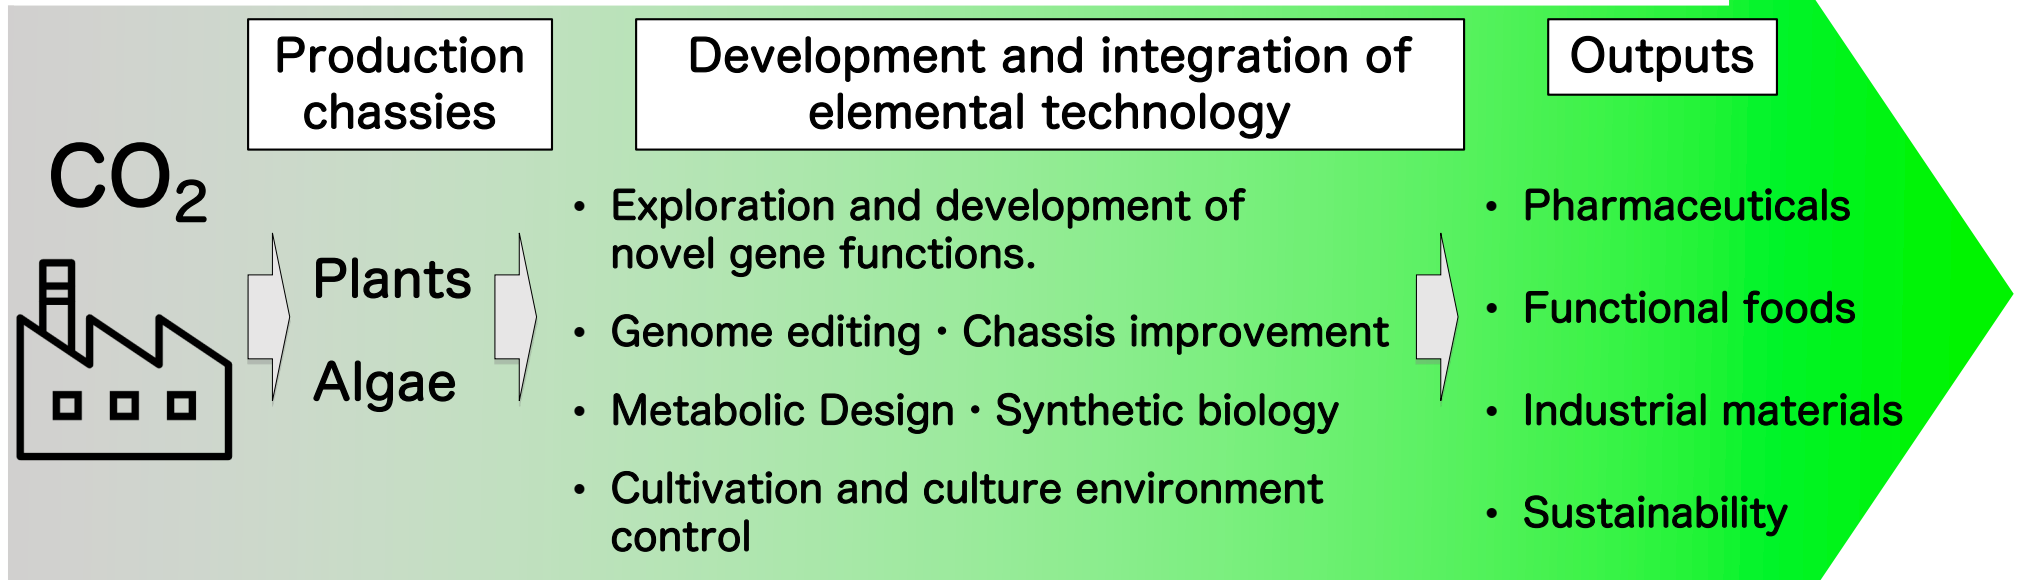 CO₂
Production
chassies
Plants
Algae
Development and integration of
elemental technology
• Exploration and development of
novel gene functions.
• Genome editing・Chassis improvement
• Metabolic Design・Synthetic biology
• Cultivation and culture environment
control
Outputs
• Pharmaceuticals
• Functional foods
• Industrial materials
• Sustainability